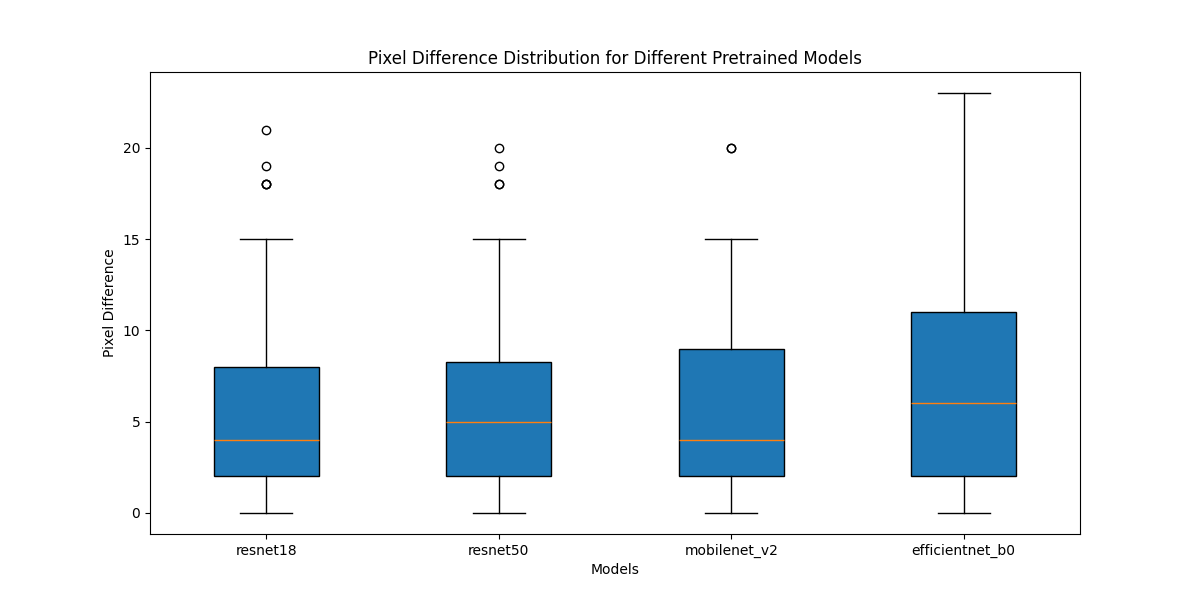 Pixel Difference Distribution for Different Pretrained Models
Pixel Difference
20
15
10
5
0
resnet18
resnet50
mobilenet_v2
efficientnet_b0
Models